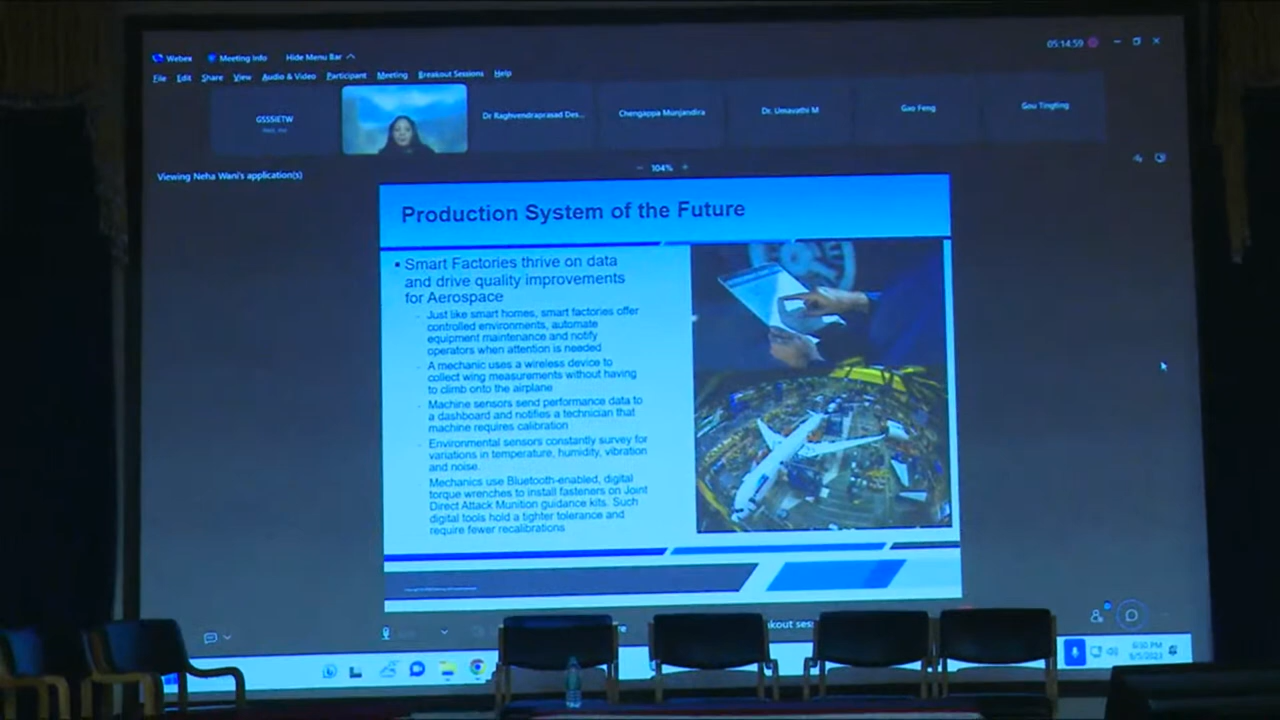 05:14:59
Webex Meeting Info Hide Menu Bar
File Edit Share View Audio & Video Participant Meeting Breakout Sessions Help
GSSSIETW
Dr Raghvendraprasad Des...
Chengappa Munjandira
Dr. Umavathi M
Gao Feng
Gou Tingting
Viewing Neha Wani's application(s)
104%
Production System of the Future
Smart Factories thrive on data
and drive quality improvements
for Aerospace
Just like smart homes, smart factories offer
controlled environments, automate
equipment maintenance and notify
operators when attention is needed
A mechanic uses a wireless device to
collect wing measurements without having
to climb onto the airplane
Machine sensors send performance data to
a dashboard and notifies a technician that
machine requires calibration
Environmental sensors constantly survey for
variations in temperature, humidity, vibration
and noise.
Mechanics use Bluetooth-enabled, digital
torque wrenches to install fasteners on Joint
Direct Attack Munition guidance kits. Such
digital tools hold a tighter tolerance and
require fewer recalibrations